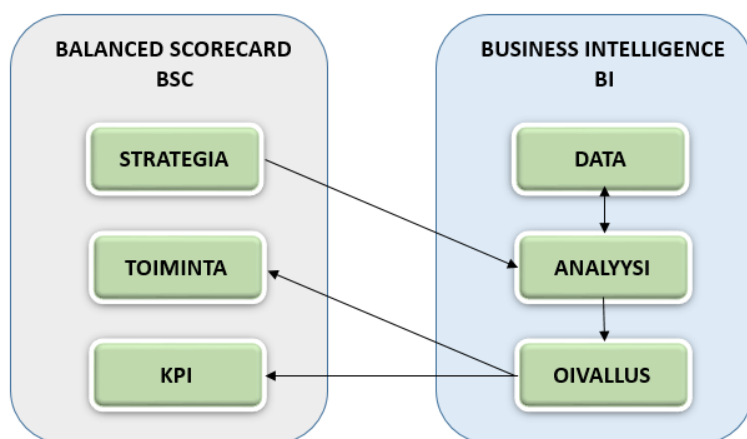 BALANCED SCORECARD
BSC
STRATEGIA
TOIMINTA
KPI
BUSINESS INTELLIGENCE
BI
DATA
ANALYYSI
OIVALLUS